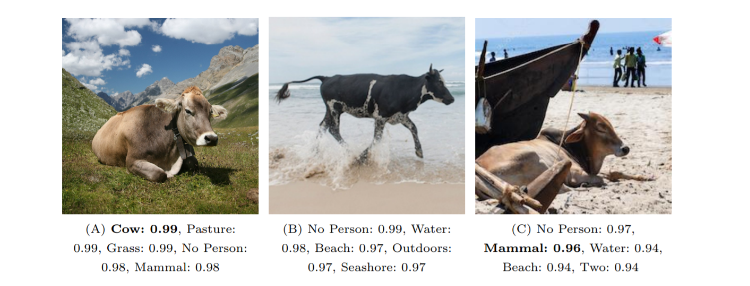 (A) Cow: 0.99, Pasture:
0.99, Grass: 0.99, No Person:
0.98, Mammal: 0.98
(B) No Person: 0.99, Water:
0.98, Beach: 0.97, Outdoors:
0.97, Seashore: 0.97
(C) No Person: 0.97,
Mammal: 0.96, Water: 0.94,
Beach: 0.94, Two: 0.94